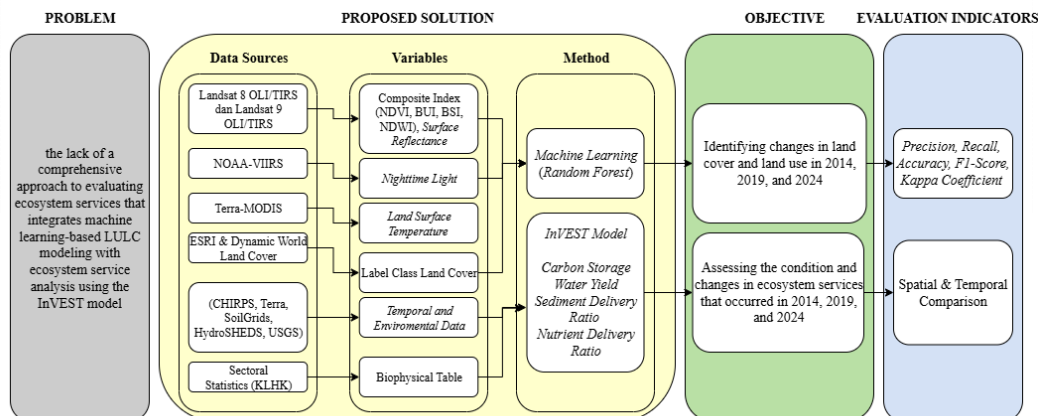 PROBLEM
PROPOSED SOLUTION
OBJECTIVE
EVALUATION INDICATORS
the lack of a
comprehensive
approach to evaluating
ecosystem services that
integrates machine
learning-based LULC
modeling with
ecosystem service
analysis using the
InVEST model
Data Sources
Landsat 8 OLI/TIRS
dan Landsat 9
OLI/TIRS
NOAA-VIIRS
Terra-MODIS
ESRI & Dynamic World
Land Cover
(CHIRPS, Terra,
SoilGrids,
HydroSHEDS, USGS)
Sectoral
Statistics (KLHK)
Variables
Composite Index
(NDVI, BUI, BSI,
NDWI), Surface
Reflectance
Nighttime Light
Land Surface
Temperature
Label Class Land Cover
Temporal and
Enviromental Data
Biophysical Table
Method
Machine Learning
(Random Forest)
InVEST Model
Carbon Storage
Water Yield
Sediment Delivery
Ratio
Nutrient Delivery
Ratio
Identifying changes in land
cover and land use in 2014,
2019, and 2024
Assessing the condition and
changes in ecosystem services
that occurred in 2014, 2019,
and 2024
Precision, Recall,
Accuracy, F1-Score,
Kappa Coefficient
Spatial & Temporal
Comparison